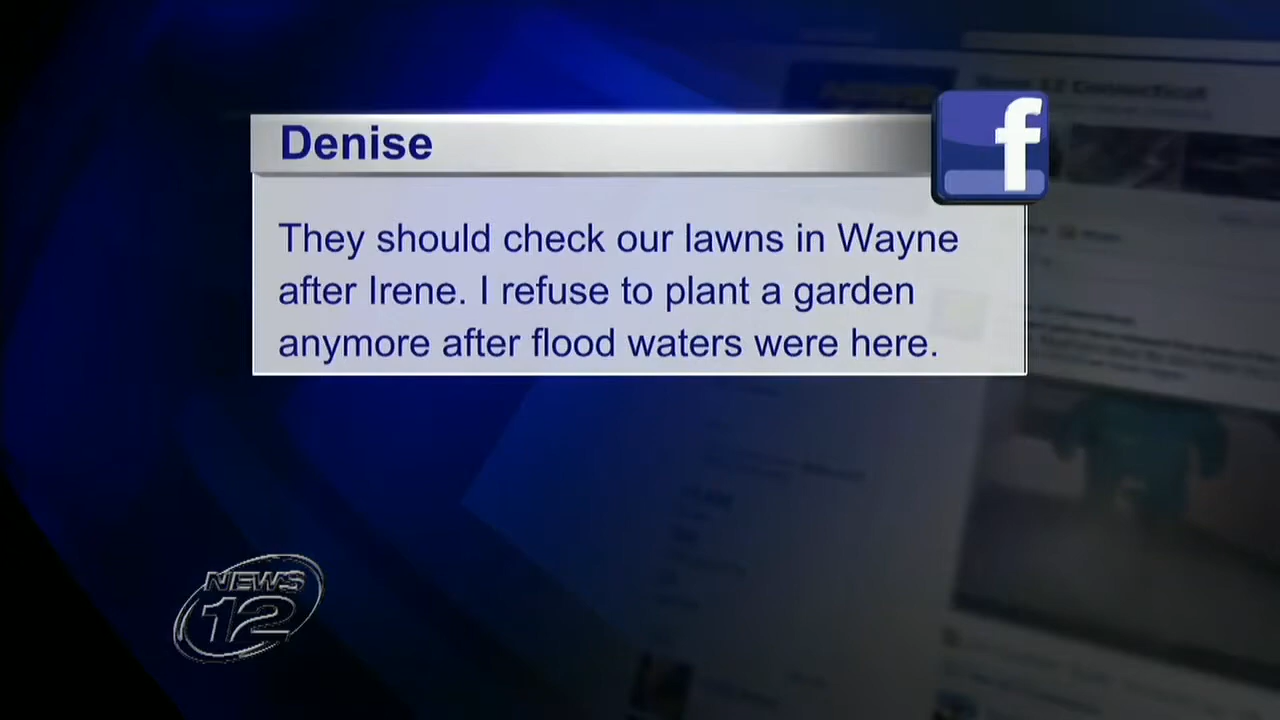 Denise
f
They should check our lawns in Wayne
after Irene. I refuse to plant a garden
anymore after flood waters were here.
NEWS
12